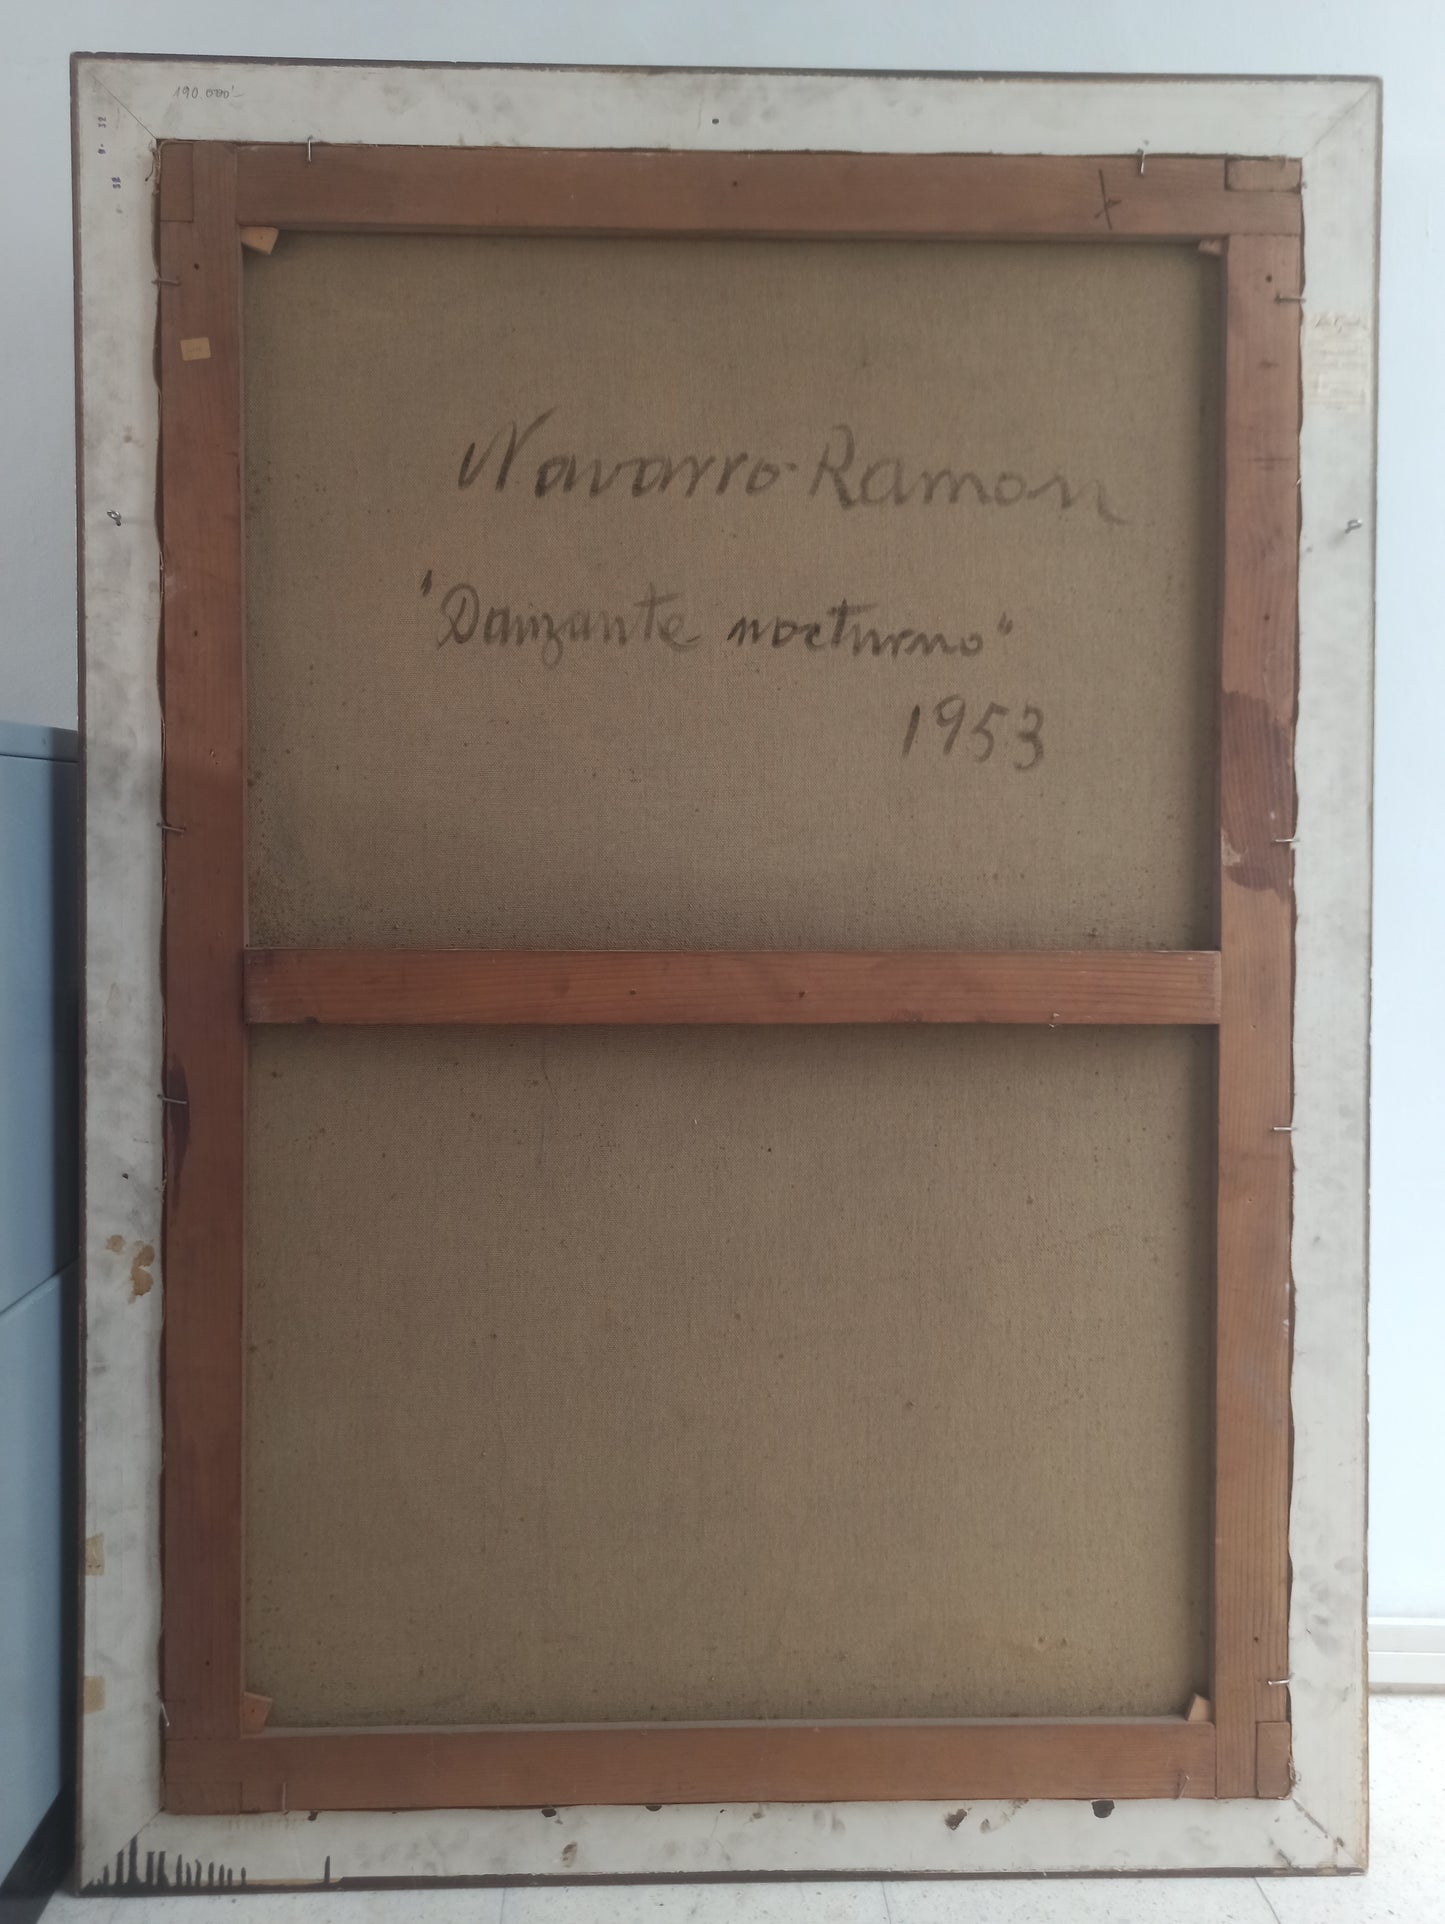 190.000'-
Navarro-Ramon
"Danzante nocturno"
1953